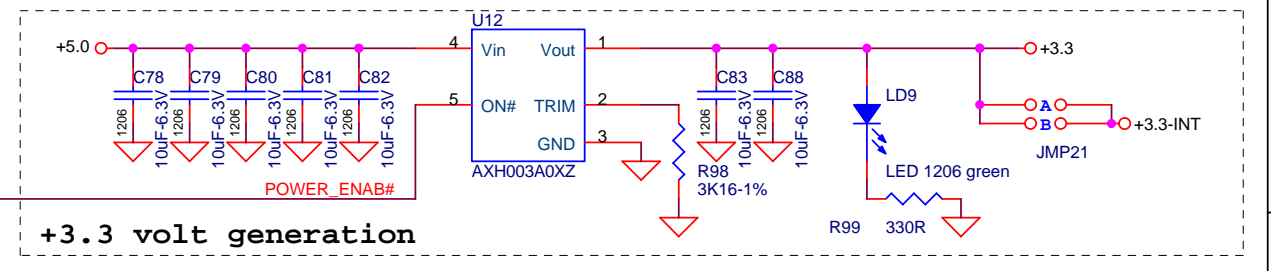 U12
+5.0
4
Vin
Vout
1
+3.3
C78
C79
C80
C81
C82
1206
10uF-6.3V
1206
10uF-6.3V
1206
10uF-6.3V
1206
10uF-6.3V
1206
10uF-6.3V
5
ON#
TRIM
2
GND
3
AXH003A0XZ
C83
C88
1206
10uF-6.3V
1206
10uF-6.3V
LD9
A
B
+3.3-INT
JMP21
R98
3K16-1%
LED 1206 green
POWER_ENAB#
R99
330R
+3.3 volt generation